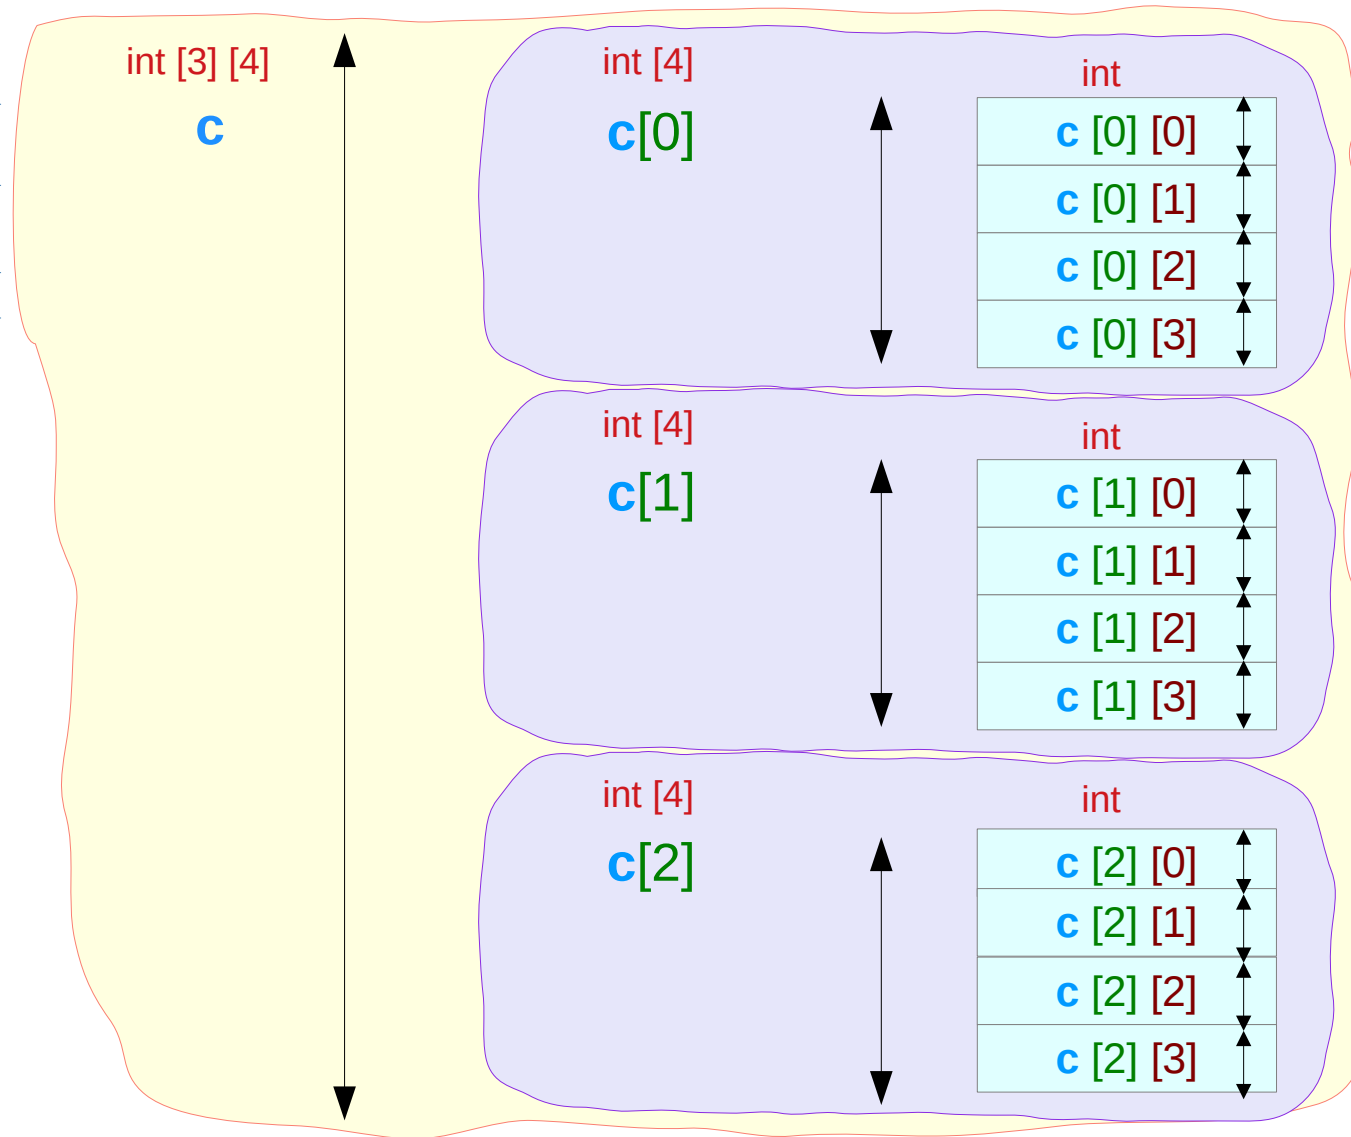 int [3] [4]
c
int [4]
c[0]
int
c [0] [0]
c [0] [1]
c [0] [2]
c [0] [3]
int [4]
c[1]
int
c [1] [0]
c [1] [1]
c [1] [2]
c [1] [3]
int [4]
c[2]
int
c [2] [0]
c [2] [1]
c [2] [2]
c [2] [3]